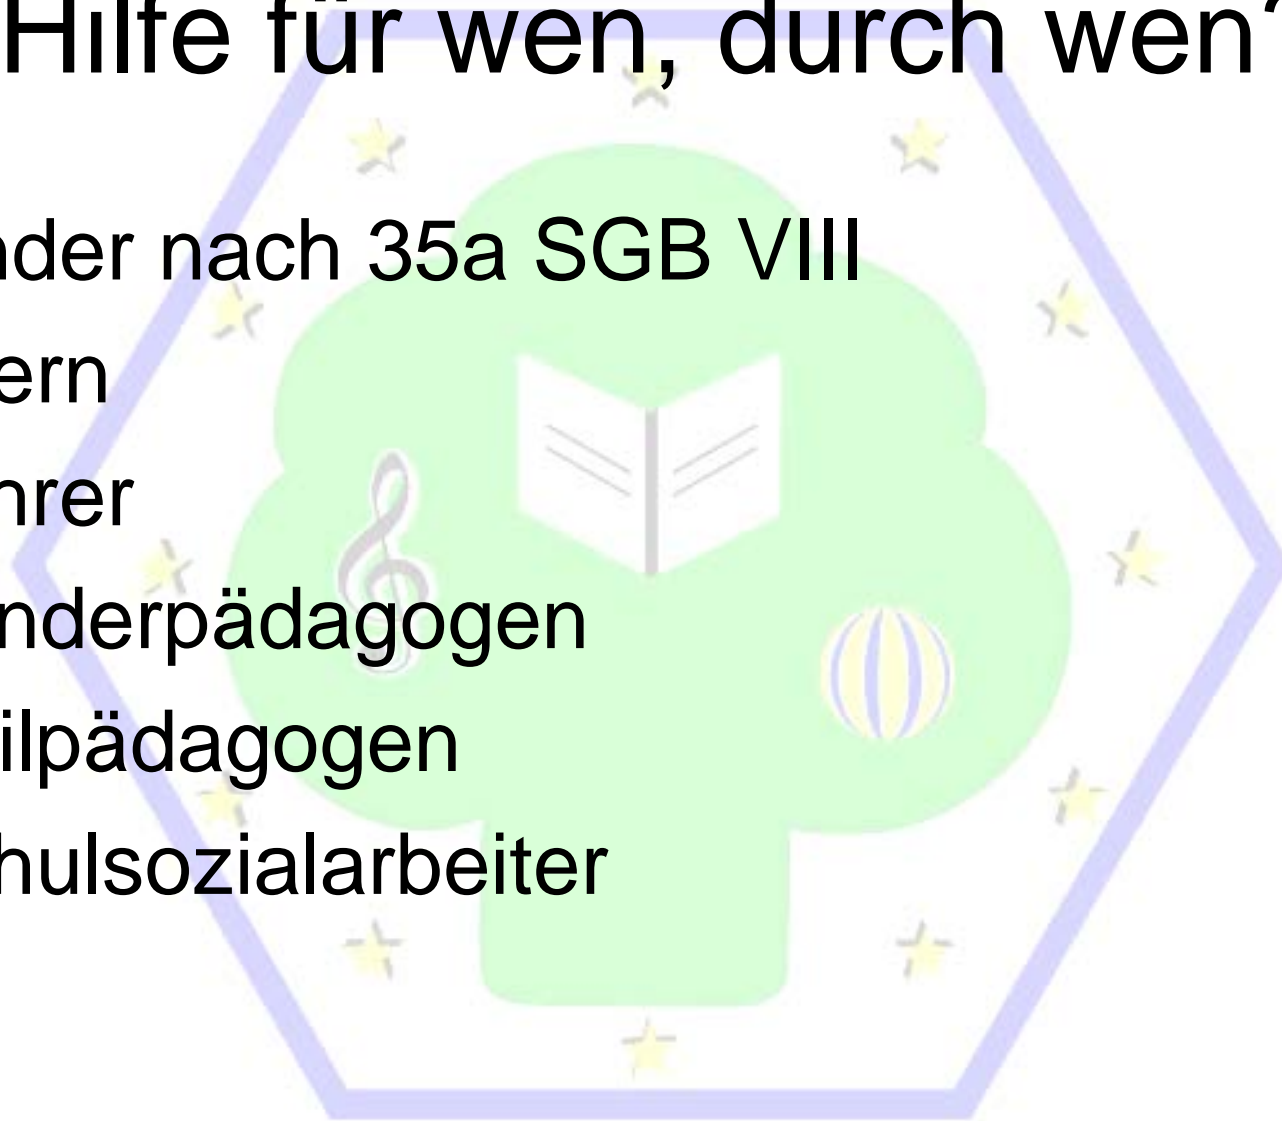 Hilfe für wen, durch wen?
nder nach 35a SGB VIII
ern
hrer
nderpädagogen
ilpädagogen
hulsozialarbeiter